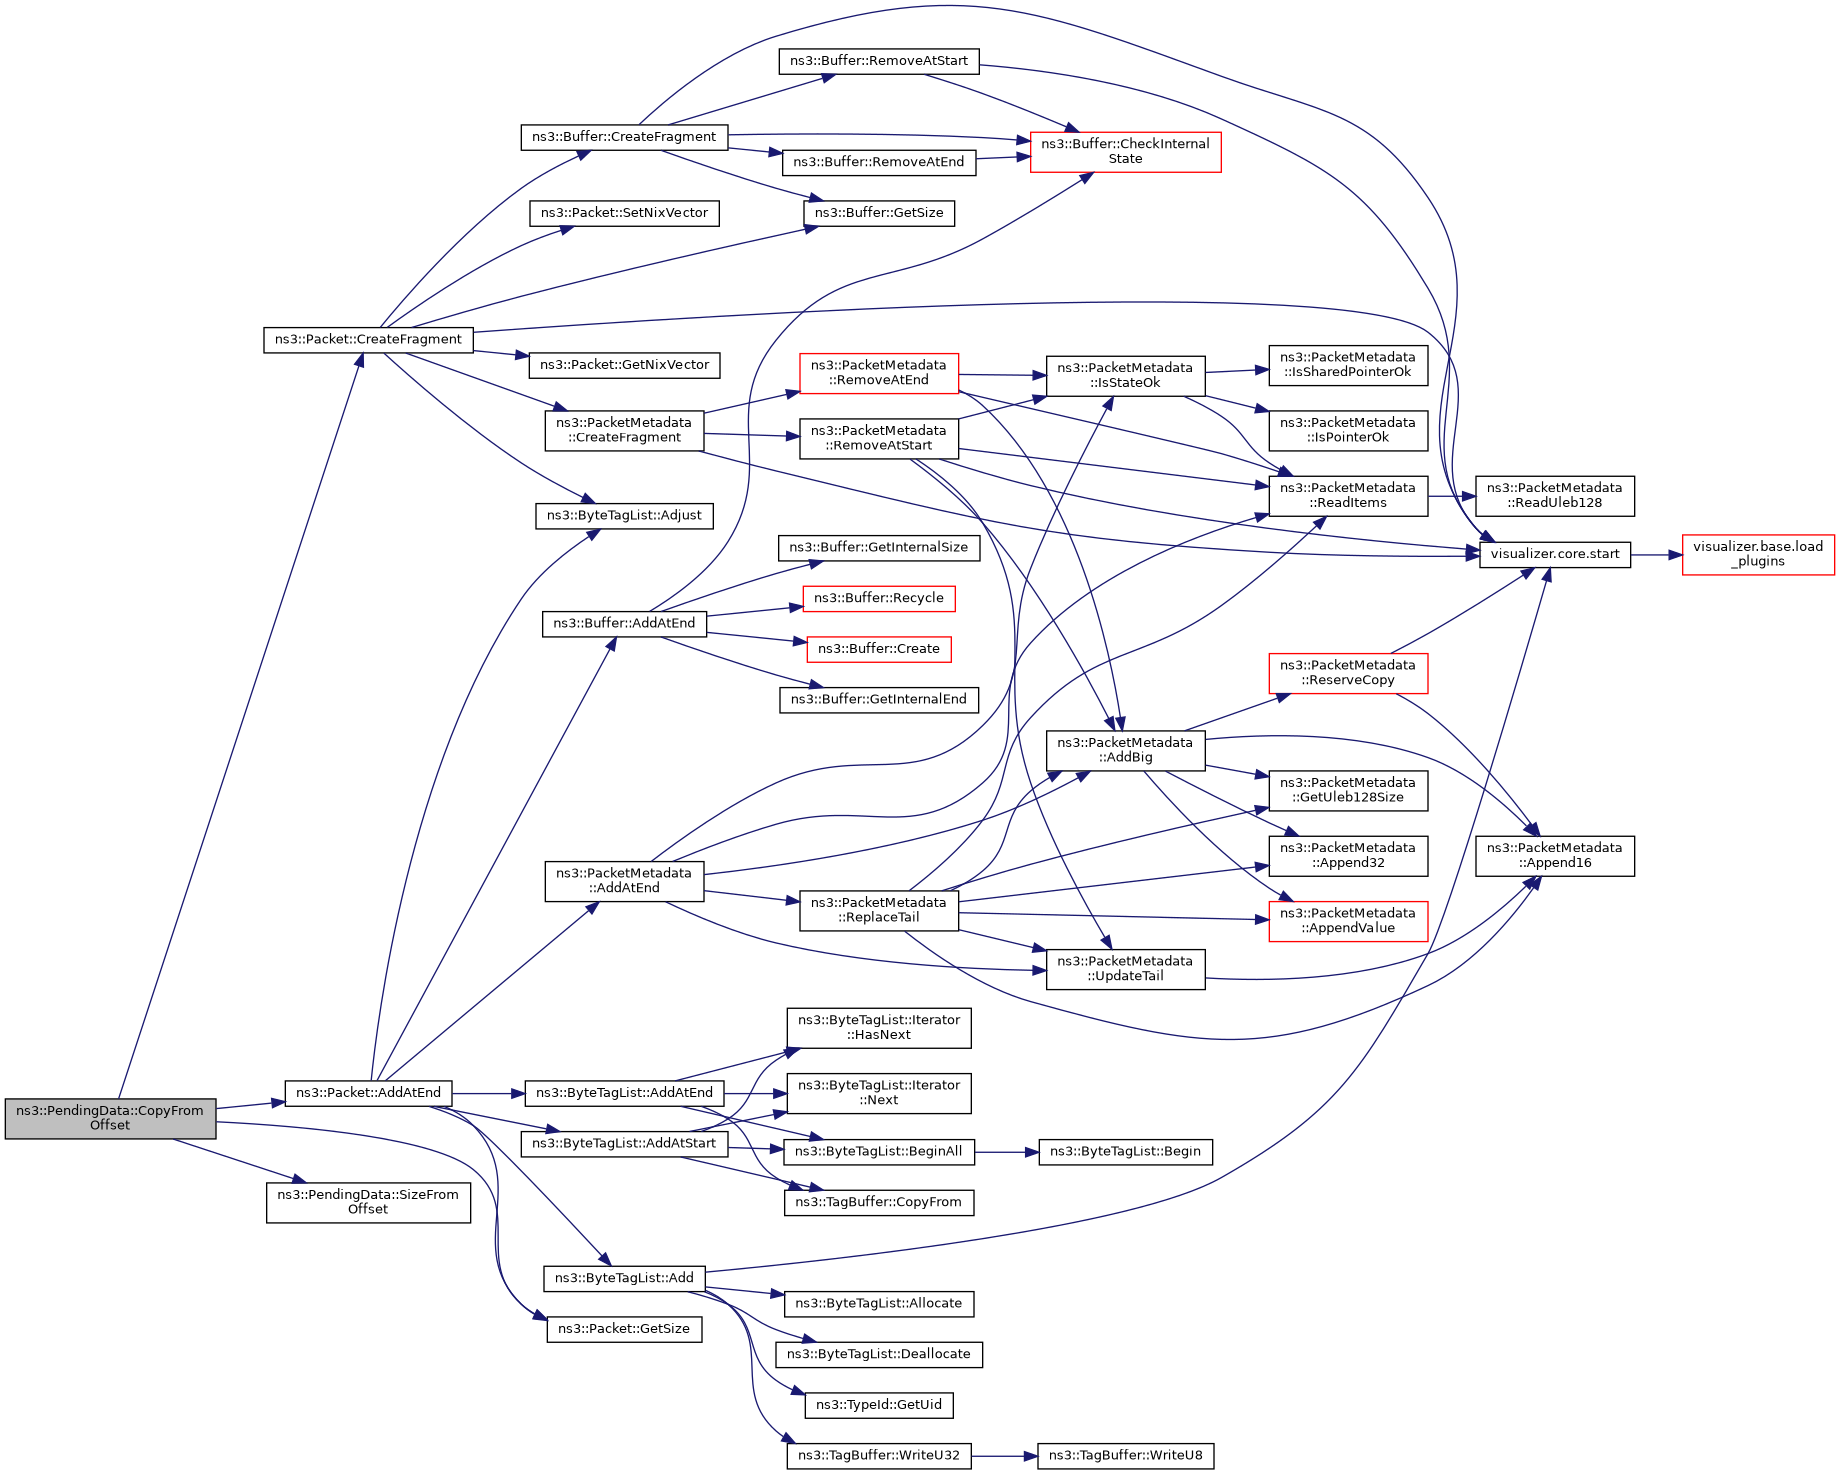 ns3::Buffer::RemoveAtStart
ns3::Buffer::CreateFragment
ns3::Buffer::CheckInternal
State
ns3::Buffer::RemoveAtEnd
ns3::Packet::SetNixVector
ns3::Buffer::GetSize
ns3::Packet::CreateFragment
ns3::Packet::GetNixVector
ns3::PacketMetadata
::RemoveAtEnd
ns3::PacketMetadata
::IsStateOk
ns3::PacketMetadata
::IsSharedPointerOk
ns3::PacketMetadata
::CreateFragment
ns3::PacketMetadata
::RemoveAtStart
ns3::PacketMetadata
::IsPointerOk
ns3::PacketMetadata
::ReadItems
ns3::PacketMetadata
::ReadUleb128
ns3::ByteTagList::Adjust
ns3::Buffer::GetInternalSize
visualizer.core.start
visualizer.base.load
_plugins
ns3::Buffer::Recycle
ns3::Buffer::AddAtEnd
ns3::Buffer::Create
ns3::Buffer::GetInternalEnd
ns3::PacketMetadata
::ReserveCopy
ns3::PacketMetadata
::AddBig
ns3::PacketMetadata
::GetUleb128Size
ns3::PacketMetadata
::Append32
ns3::PacketMetadata
::Append16
ns3::PacketMetadata
::AddAtEnd
ns3::PacketMetadata
::ReplaceTail
ns3::PacketMetadata
::AppendValue
ns3::PacketMetadata
::UpdateTail
ns3::ByteTagList::Iterator
::HasNext
ns3::Packet::AddAtEnd
ns3::ByteTagList::AddAtEnd
ns3::ByteTagList::Iterator
::Next
ns3::PendingData::CopyFrom
Offset
ns3::ByteTagList::AddAtStart
ns3::ByteTagList::BeginAll
ns3::ByteTagList::Begin
ns3::PendingData::SizeFrom
Offset
ns3::TagBuffer::CopyFrom
ns3::ByteTagList::Add
ns3::ByteTagList::Allocate
ns3::Packet::GetSize
ns3::ByteTagList::Deallocate
ns3::TypeId::GetUid
ns3::TagBuffer::WriteU32
ns3::TagBuffer::WriteU8